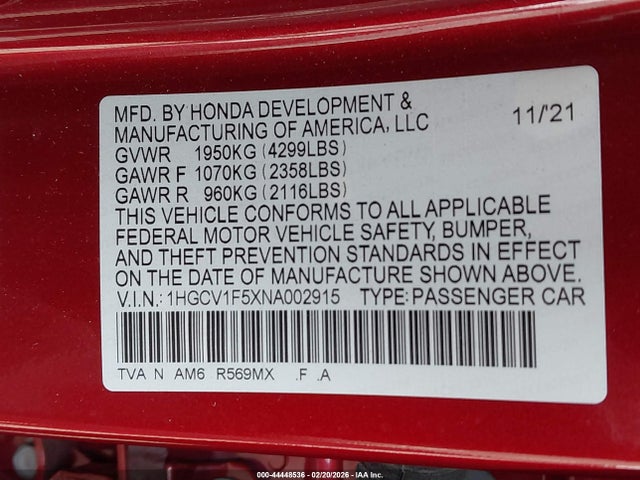 MFD. BY HONDA DEVELOPMENT &
MANUFACTURING OF AMERICA, LLC 11/'21
GVWR 1950KG (4299LBS)
GAWR F 1070KG (2358LBS)
GAWR R 960KG (2116LBS)
THIS VEHICLE CONFORMS TO ALL APPLICABLE
FEDERAL MOTOR VEHICLE SAFETY, BUMPER,
AND THEFT PREVENTION STANDARDS IN EFFECT
ON THE DATE OF MANUFACTURE SHOWN ABOVE.
V.I.N.: 1HGCV1F5XNA002915 TYPE: PASSENGER CAR
TVA N AM6 R569MX .F .A
000-44448536 - 02/20/2026 - IAA Inc.